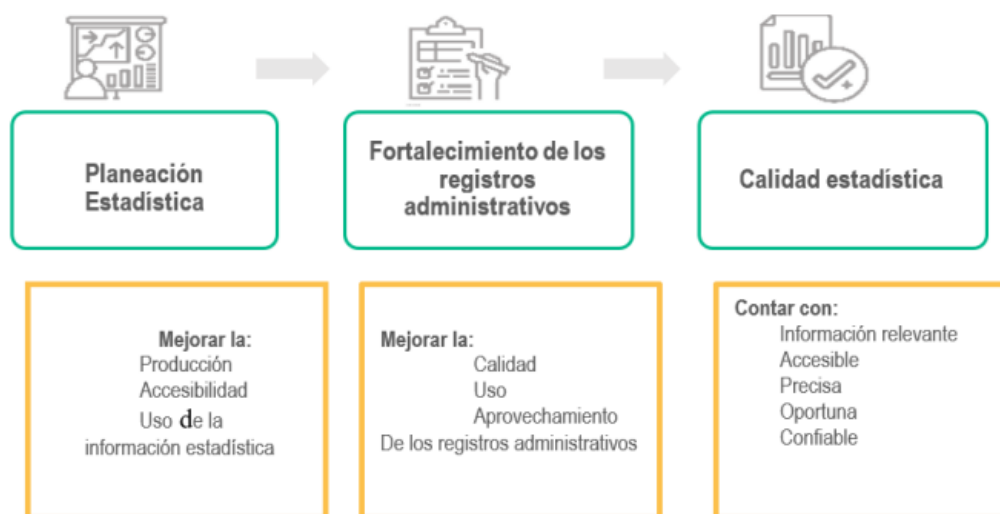 Planeación
Estadística
Fortalecimiento de los
registros
administrativos
Calidad estadística
Mejorar la:
Producción
Accesibilidad
Uso de la
información estadística
Mejorar la:
Calidad
Uso
Aprovechamiento
De los registros administrativos
Contar con:
Información relevante
Accesible
Precisa
Oportuna
Confiable